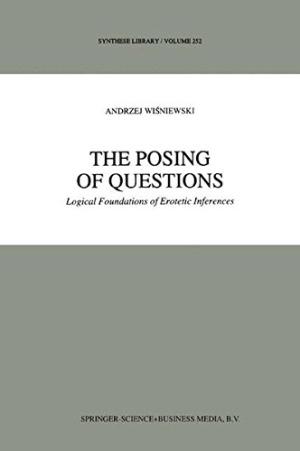 SYNTHESE LIBRARY / VOLUME 252
ANDRZEJ WIŚNIEWSKI
THE POSING
OF QUESTIONS
Logical Foundations of Erotetic Inferences
SPRINGER-SCIENCE+BUSINESS MEDIA, B.V.